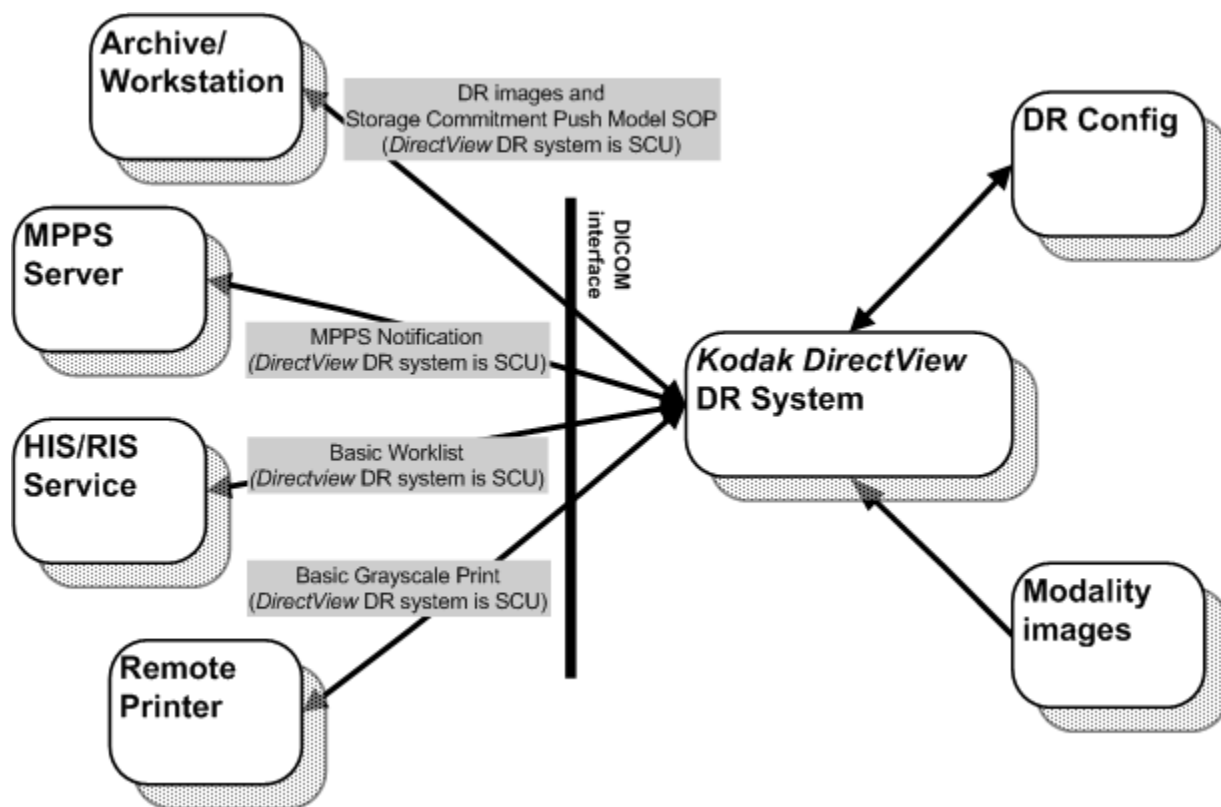 Archive/
Workstation
DR images and
Storage Commitment Push Model SOP
(DirectView DR system is SCU)
DR Config
MPPS
Server
DICOM
interface
MPPS Notification
(DirectView DR system is SCU)
Kodak DirectView
DR System
HIS/RIS
Service
Basic Worklist
(Directview DR system is SCU)
Basic Grayscale Print
(DirectView DR system is SCU)
Modality
images
Remote
Printer